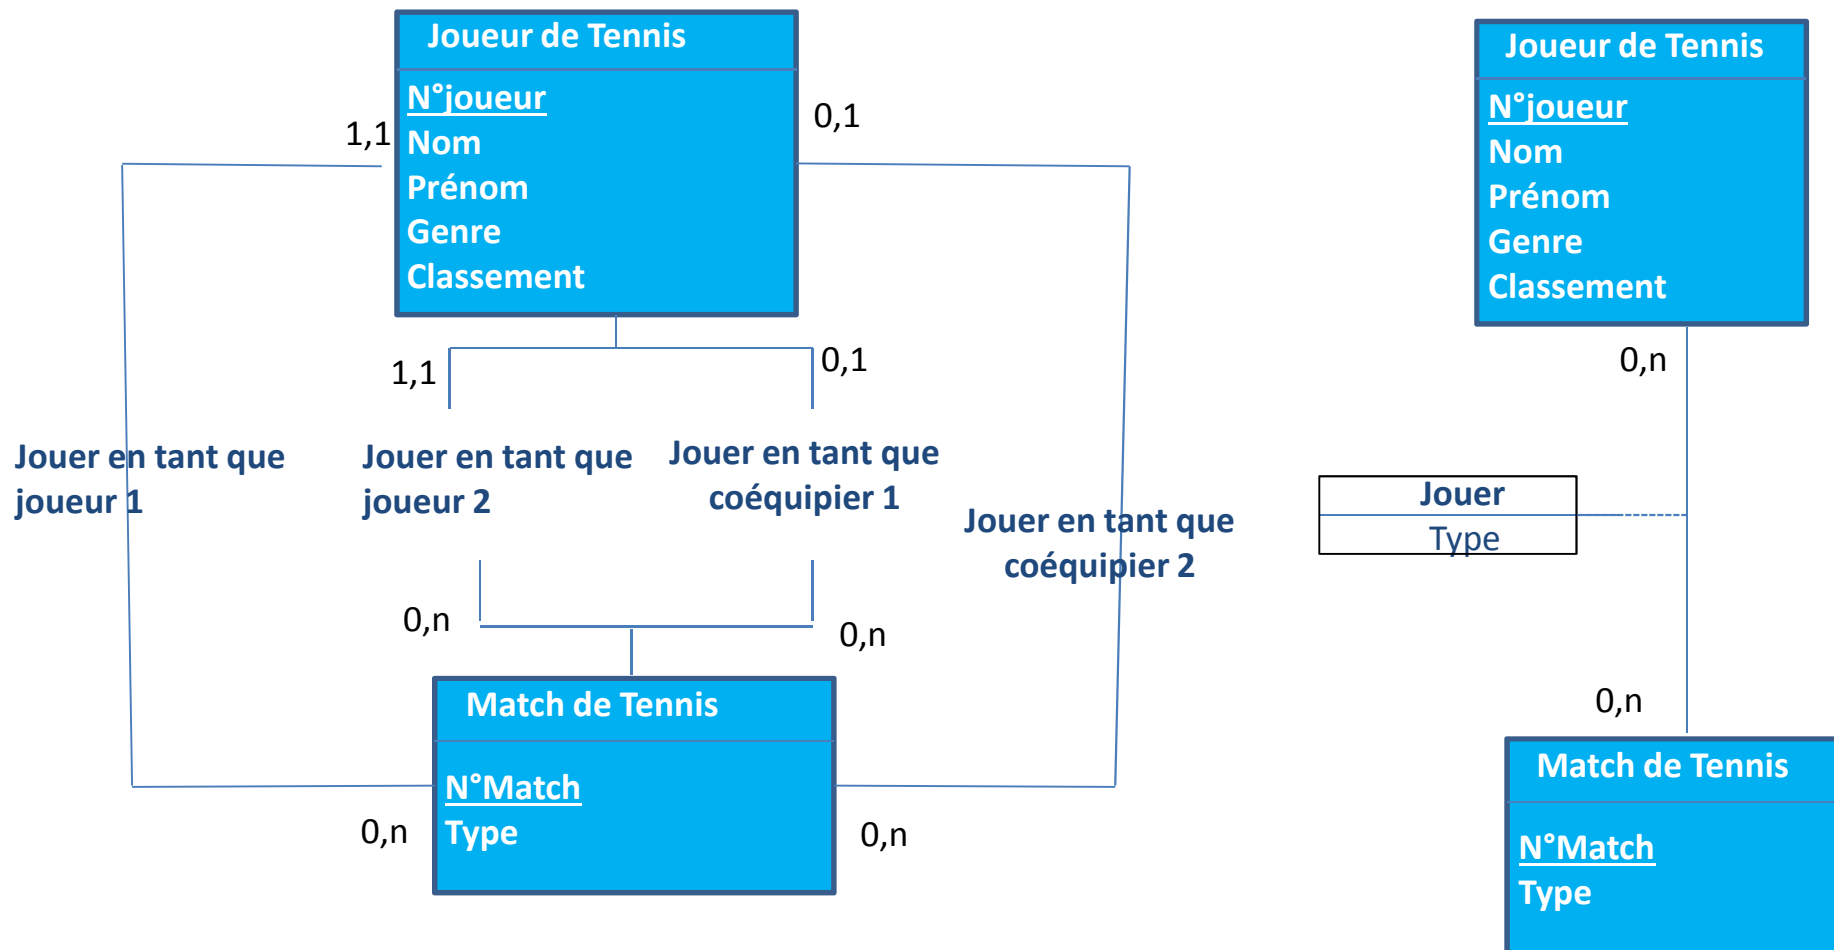 Joueur de Tennis
N°joueur
Nom
Prénom
Genre
Classement
1,1
0,1
1,1
0,1
Jouer en tant que
joueur 1
Jouer en tant que
joueur 2
Jouer en tant que
coéquipier 1
Jouer en tant que
coéquipier 2
0,n
0,n
Match de Tennis
N°Match
Type
0,n
0,n
Joueur de Tennis
N°joueur
Nom
Prénom
Genre
Classement
0,n
Jouer
Type
0,n
Match de Tennis
N°Match
Type